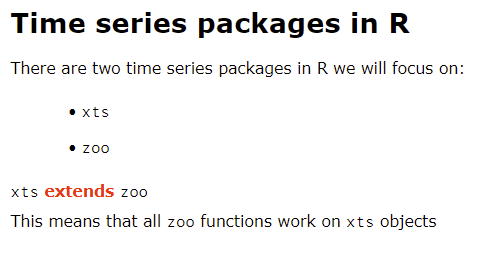 Time series packages in R
There are two time series packages in R we will focus on:
• xts
• zoo
xts extends zoo
This means that all zoo functions work on xts objects